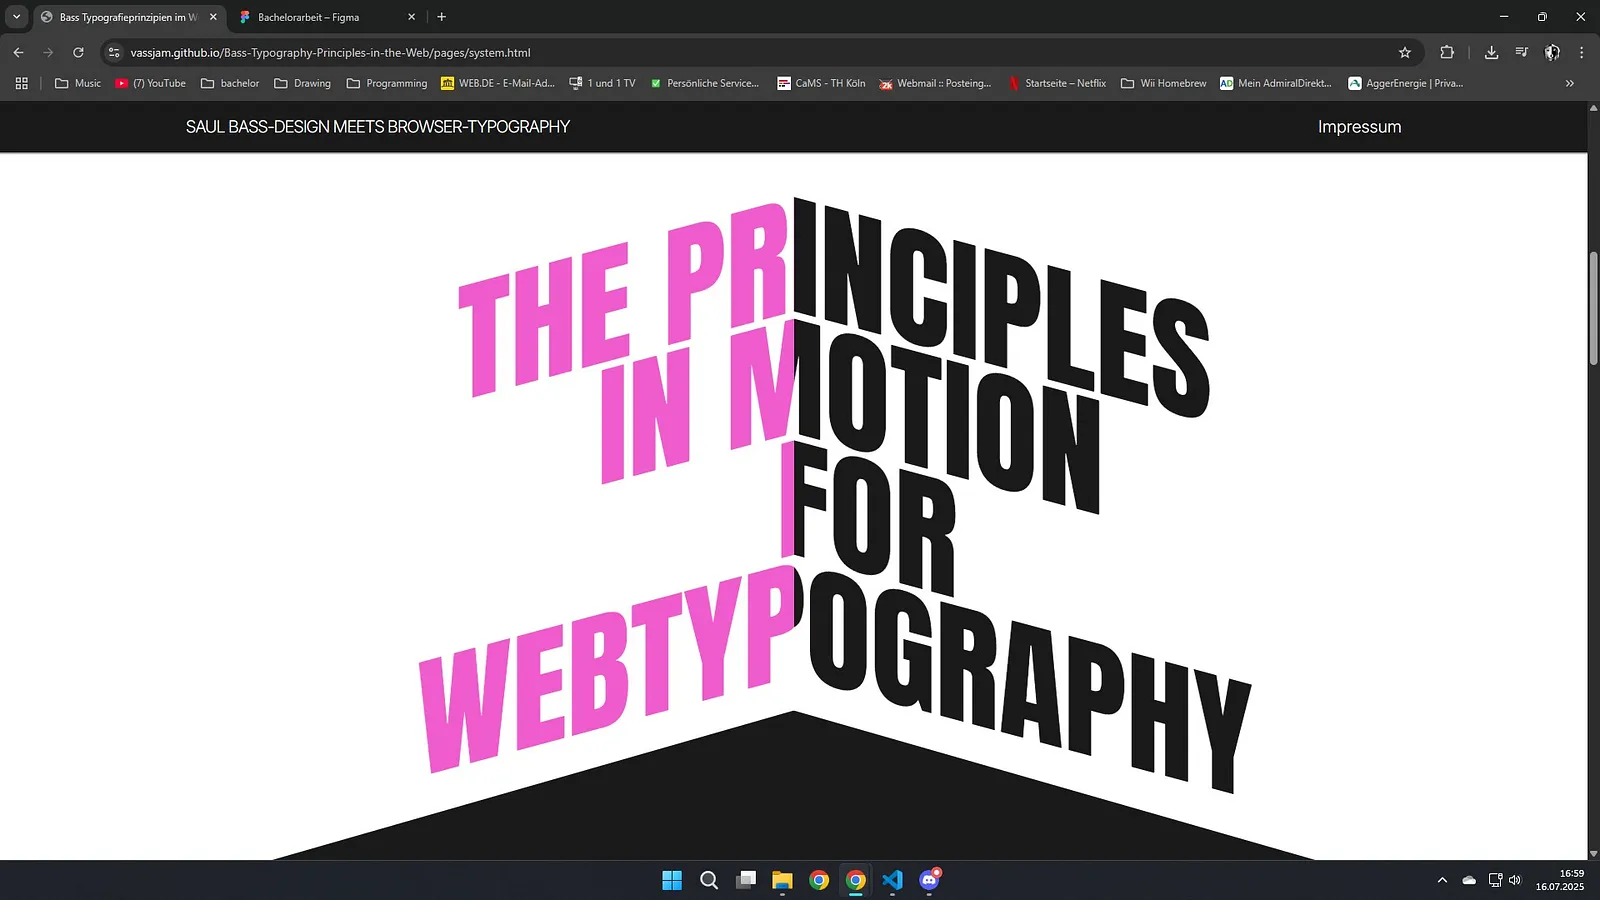 Bass Typografieprinzipien im W
Bachelorarbeit – Figma
vassjam.github.io/Bass-Typography-Principles-in-the-Web/pages/system.html
Music
(7) YouTube
bachelor
Drawing
Programming
WEB.DE - E-Mail-Ad...
1 und 1 TV
Persönliche Service...
CaMS - TH Köln
Webmail :: Posteing...
Startseite – Netflix
Wii Homebrew
AD Mein AdmiralDirekt...
AggerEnergie | Priva...
SAUL BASS-DESIGN MEETS BROWSER-TYPOGRAPHY
Impressum
THE PRINCIPLES
IN MOTION
FOR
WEBTYPOGRAPHY
16:59
16.07.2025